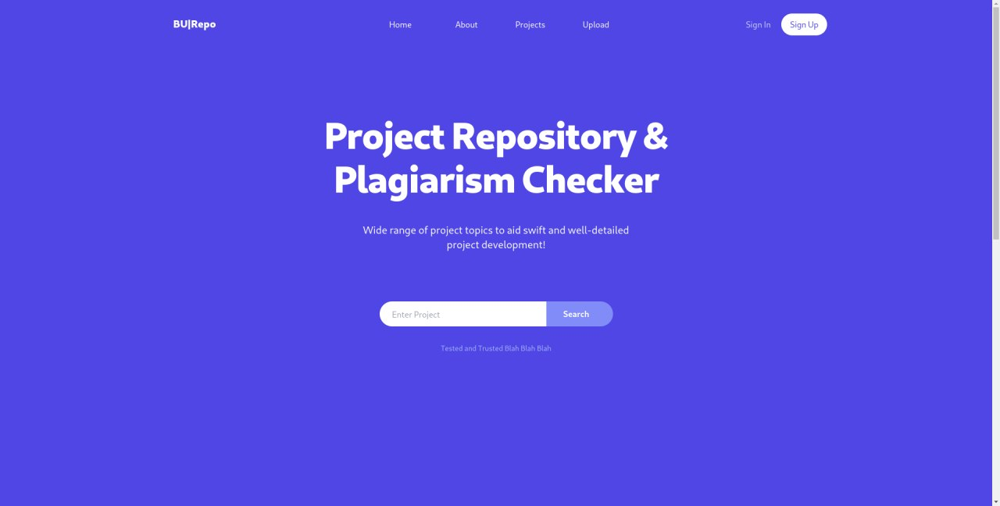 BU|Repo
Home About Projects Upload
Sign In Sign Up
Project Repository &
Plagiarism Checker
Wide range of project topics to aid swift and well-detailed
project development!
Enter Project Search
Tested and Trusted Blah Blah Blah